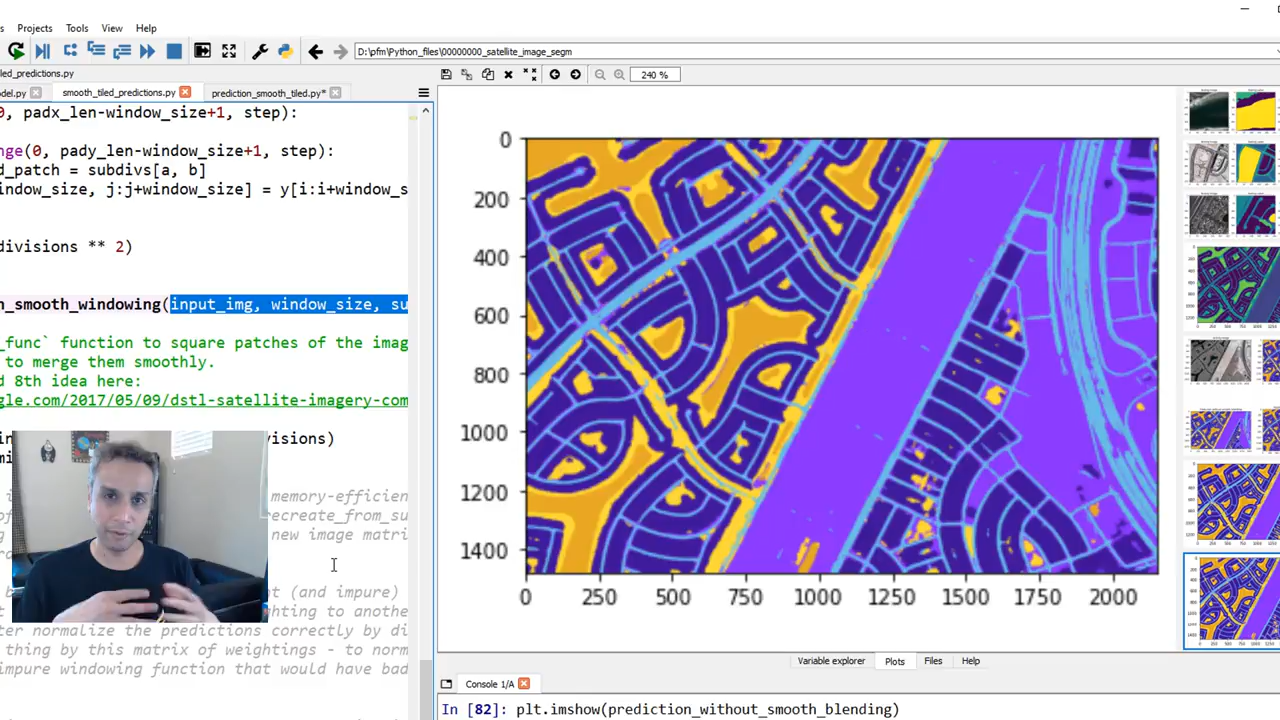 Projects Tools View Help
D:\pfm\Python_files\00000000_satellite_image_segm
led_predictions.py
del.py smooth_tiled_predictions.py prediction_smooth_tiled.py*
240 %
0, padx_len-window_size+1, step):
nge(0, pady_len-window_size+1, step):
d_patch = subdivs[a, b]
indow_size, j:j+window_size] = y[i:i+window_s
divisions ** 2)
h_smooth_windowing(input_img, window_size, su
_func` function to square patches of the imag
to merge them smoothly.
d 8th idea here:
gle.com/2017/05/09/dstl-satellite-imagery-com
visions)
memory-efficien
recreate_from_su
new image matri
t (and impure)
ghting to another
ter normalize the predictions correctly by di
thing by this matrix of weightings - to norm
impure windowing function that would have bad
0
200
400
600
800
1000
1200
1400
0 250 500 750 1000 1250 1500 1750 2000
Variable explorer Plots Files Help
Console 1/A
In [82]: plt.imshow(prediction_without_smooth_blending)